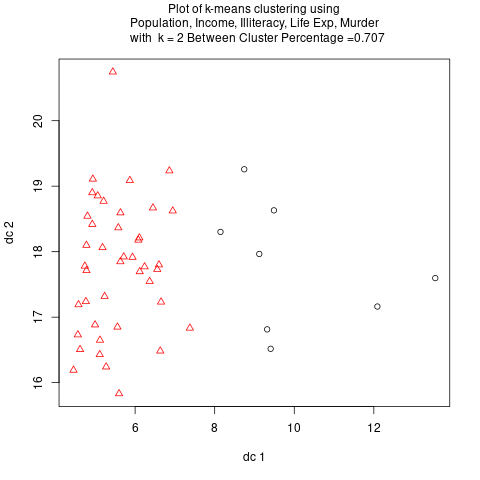 Plot of k-means clustering using
Population, Income, Illiteracy, Life Exp, Murder
with  k = 2 Between Cluster Percentage =0.707
dc 2
20
19
18
17
16
6
8
10
12
dc 1